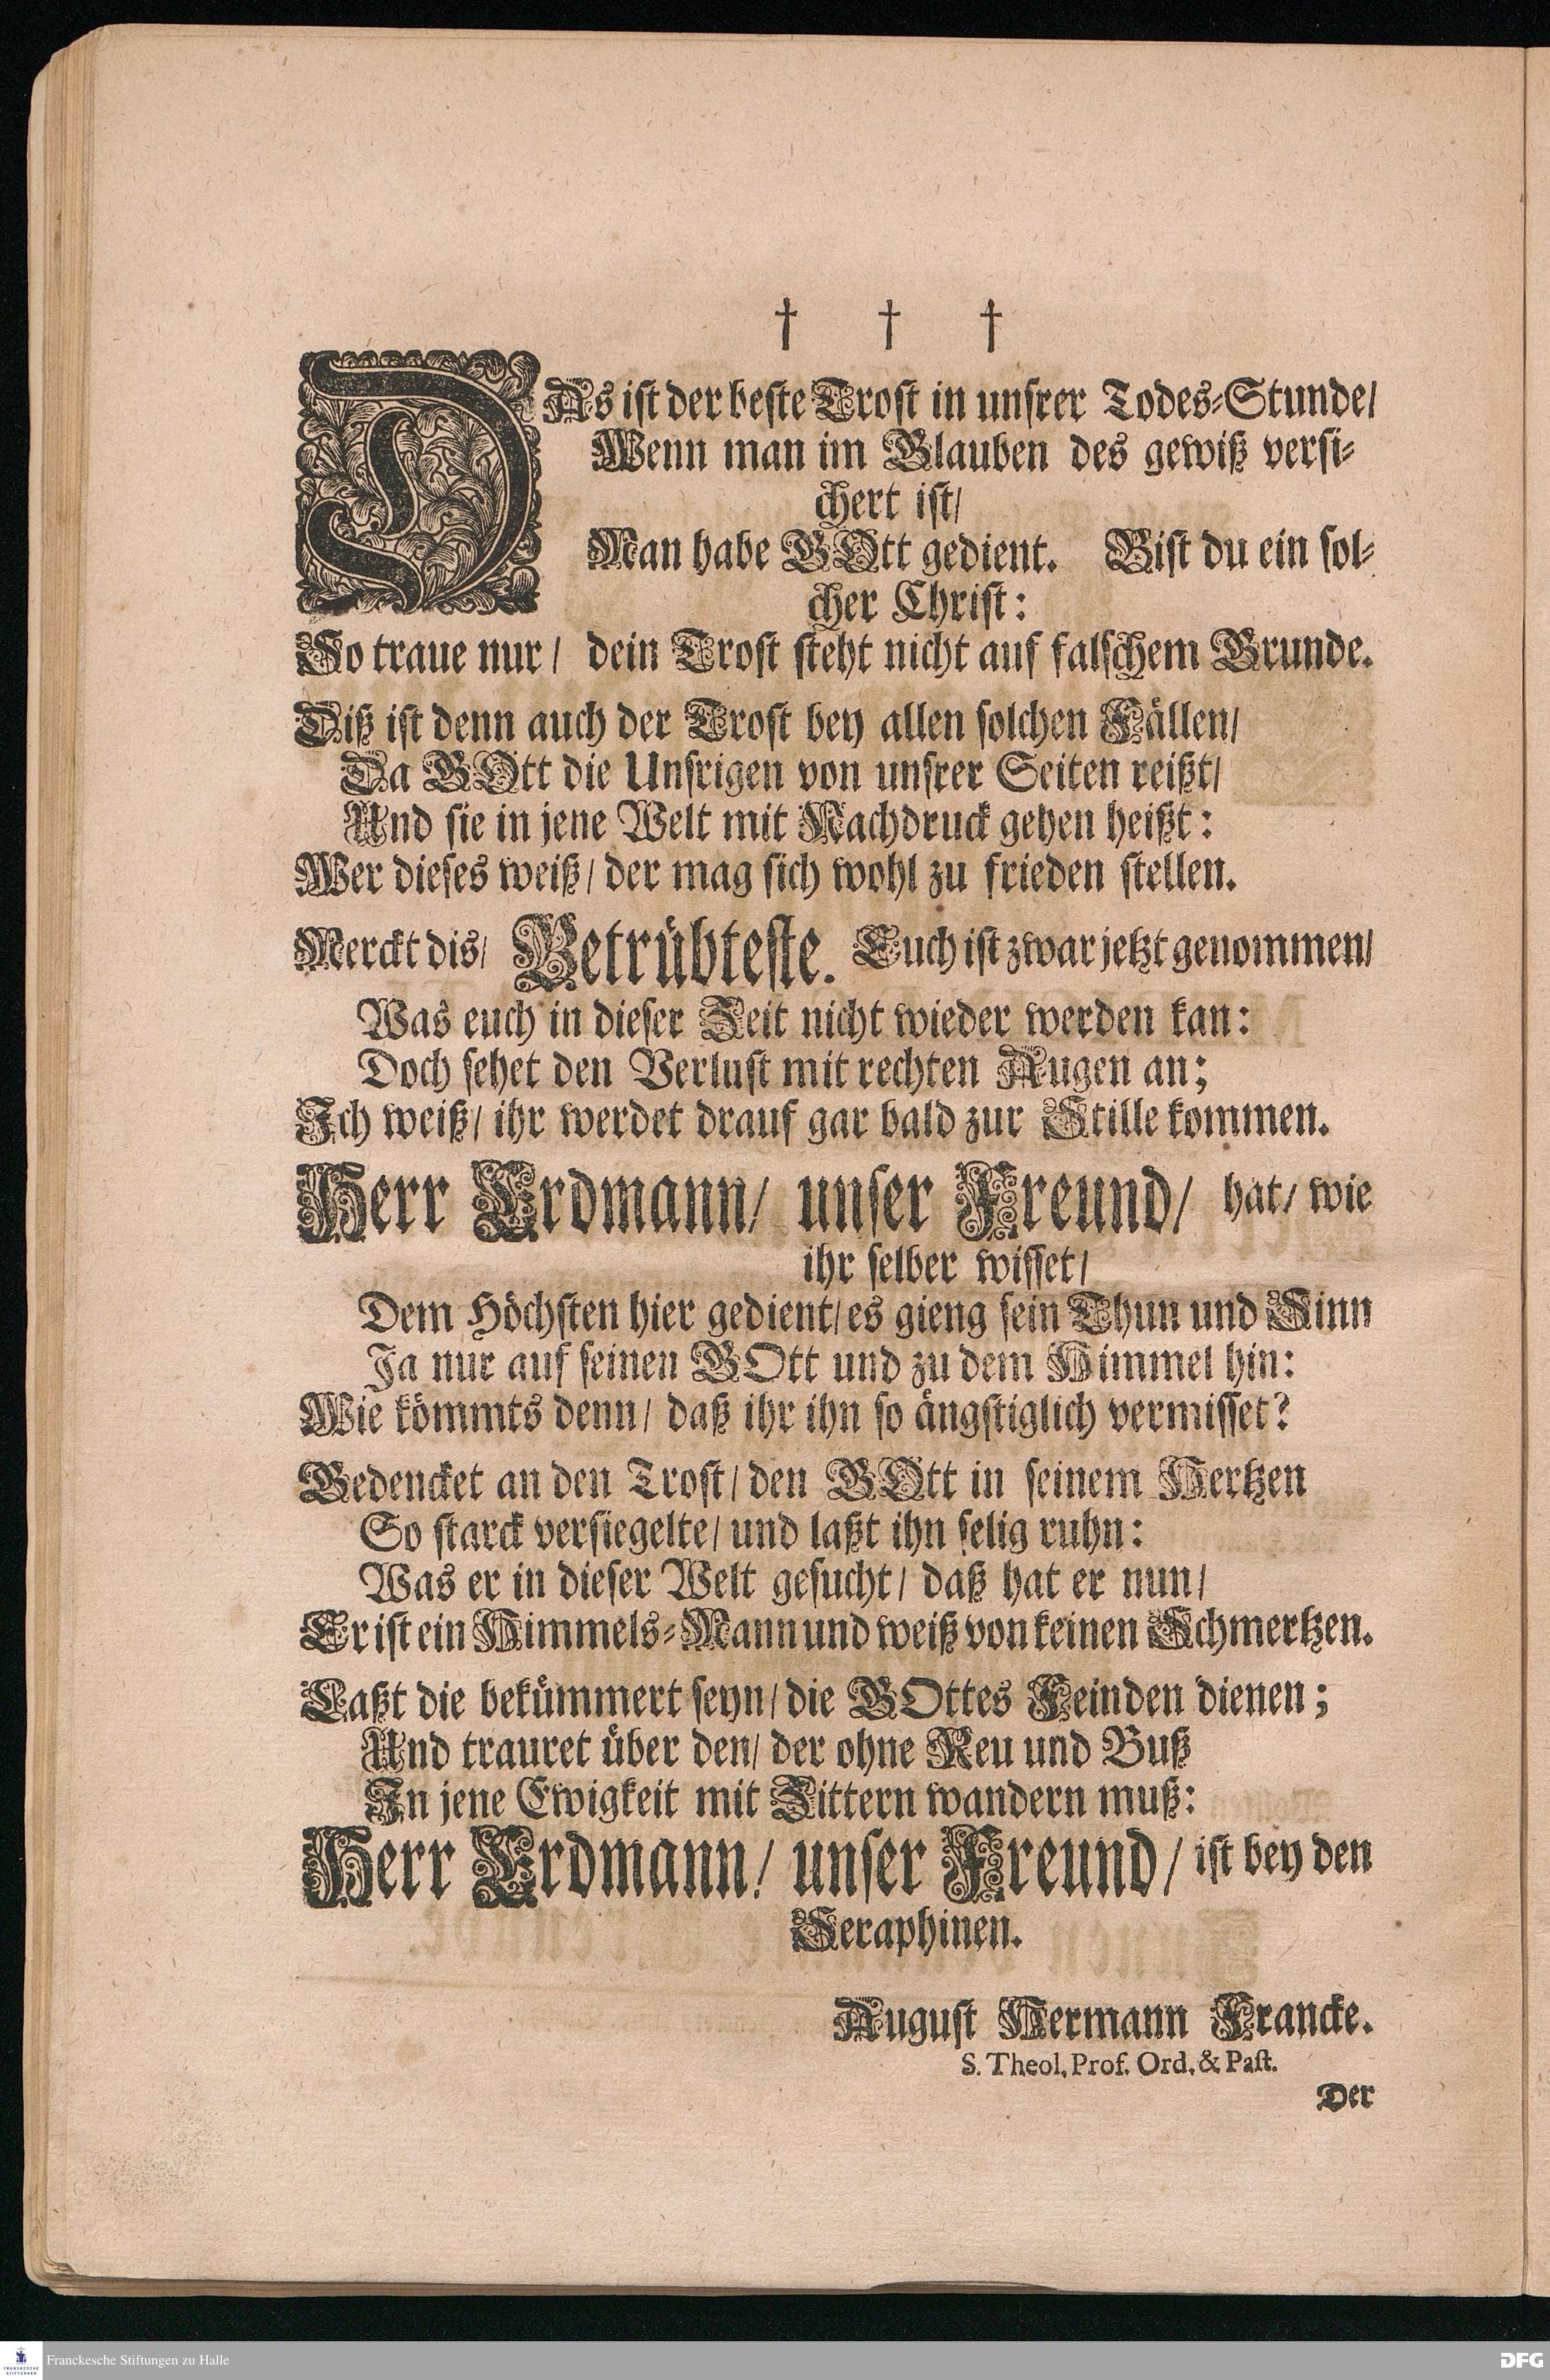 † † †
DAs ist der beste Trost in unsrer Todes-Stunde/
Wenn man im Glauben des gewiß versi-
chert ist/
Man habe GOtt gedient. Bist du ein sol-
cher Christ:
So traue nur/ dein Trost steht nicht auf falschem Grunde.
Diß ist denn auch der Trost bey allen solchen Fällen/
Da GOtt die Unsrigen von unsrer Seiten reißt/
Und sie in jene Welt mit Nachdruck gehen heißt:
Wer dieses weiß/ der mag sich wohl zu frieden stellen.
Merckt dis/ Betrübteste. Euch ist zwar jetzt genommen/
Was euch in dieser Zeit nicht wieder werden kan:
Doch sehet den Verlust mit rechten Augen an;
Ich weiß/ ihr werdet drauf gar bald zur Stille kommen.
Herr Erdmann/ unser Freund/ hat/ wie
ihr selber wisset/
Dem Höchsten hier gedient/ es gieng sein Thun und Sinn
Ja nur auf seinen GOtt und zu dem Himmel hin:
Wie kömmts denn/ daß ihr ihn so ängstiglich vermisset?
Gedencket an den Trost/ den GOtt in seinem Hertzen
So starck versiegelte/ und laßt ihn selig ruhn:
Was er in dieser Welt gesucht/ daß hat er nun/
Er ist ein Himmels-Mann und weiß von keinen Schmertzen.
Laßt die bekümmert seyn/ die GOttes Feinden dienen;
Und trauret über den/ der ohne Reu und Buß
In jene Ewigkeit mit Zittern wandern muß:
Herr Erdmann/ unser Freund/ ist bey den
Seraphinen.
August Hermann Francke.
S. Theol. Prof. Ord. & Past.
Der
FRANCKESCHE STIFTUNGEN
Franckesche Stiftungen zu Halle
DFG